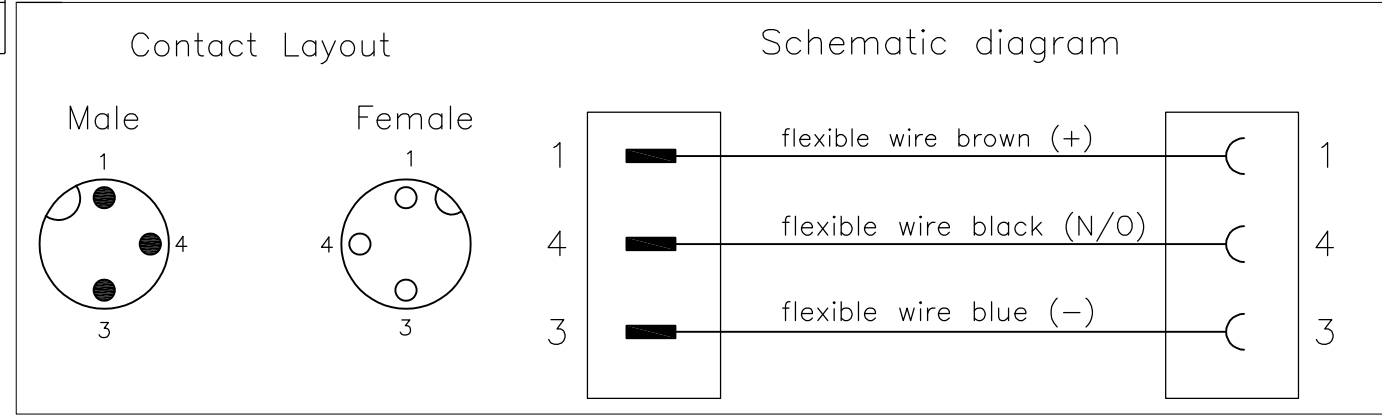 Contact Layout
Schematic diagram
Male
Female
1
3
4
1
3
4
1
flexible wire brown (+)
1
4
flexible wire black (N/O)
4
3
flexible wire blue (−)
3